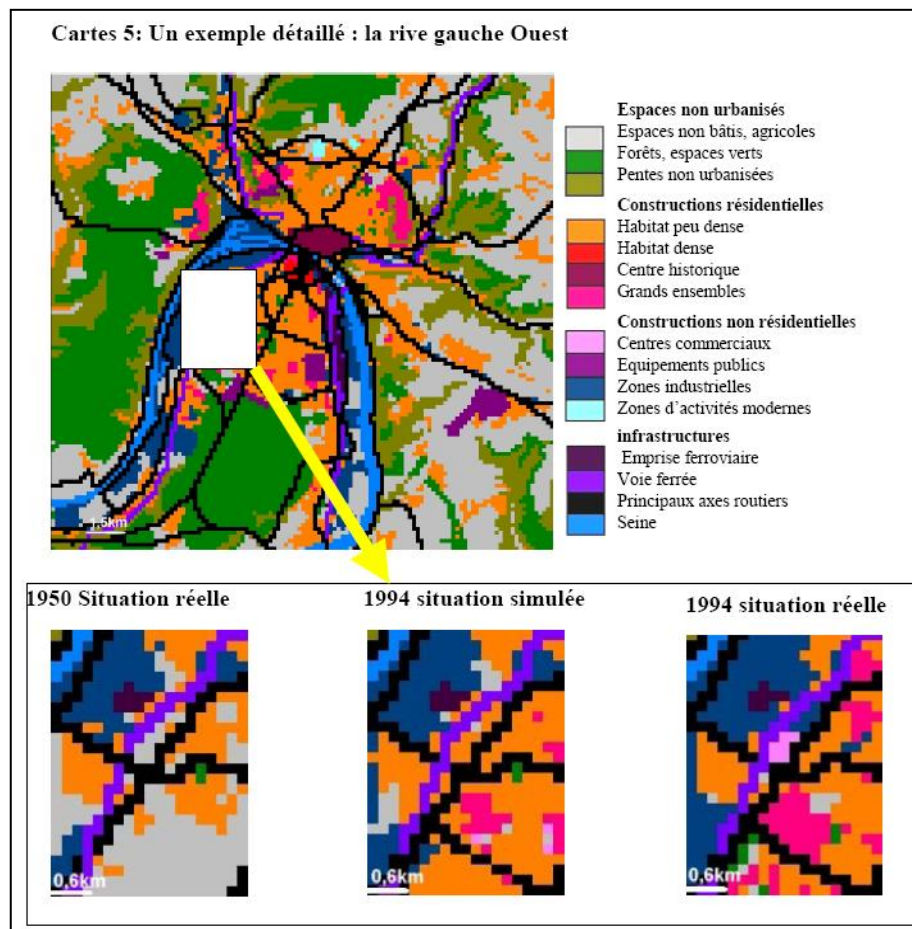 Cartes 5: Un exemple détaillé : la rive gauche Ouest
Espaces non urbanisés
Espaces non bâtis, agricoles
Forêts, espaces verts
Pentes non urbanisées
Constructions résidentielles
Habitat peu dense
Habitat dense
Centre historique
Grands ensembles
Constructions non résidentielles
Centres commerciaux
Equipements publics
Zones industrielles
Zones d'activités modernes
infrastructures
Emprise ferroviaire
Voie ferrée
Principaux axes routiers
Seine
1,5km
1950 Situation réelle
1994 situation simulée
1994 situation réelle
0,6km
0,6km
0,6km